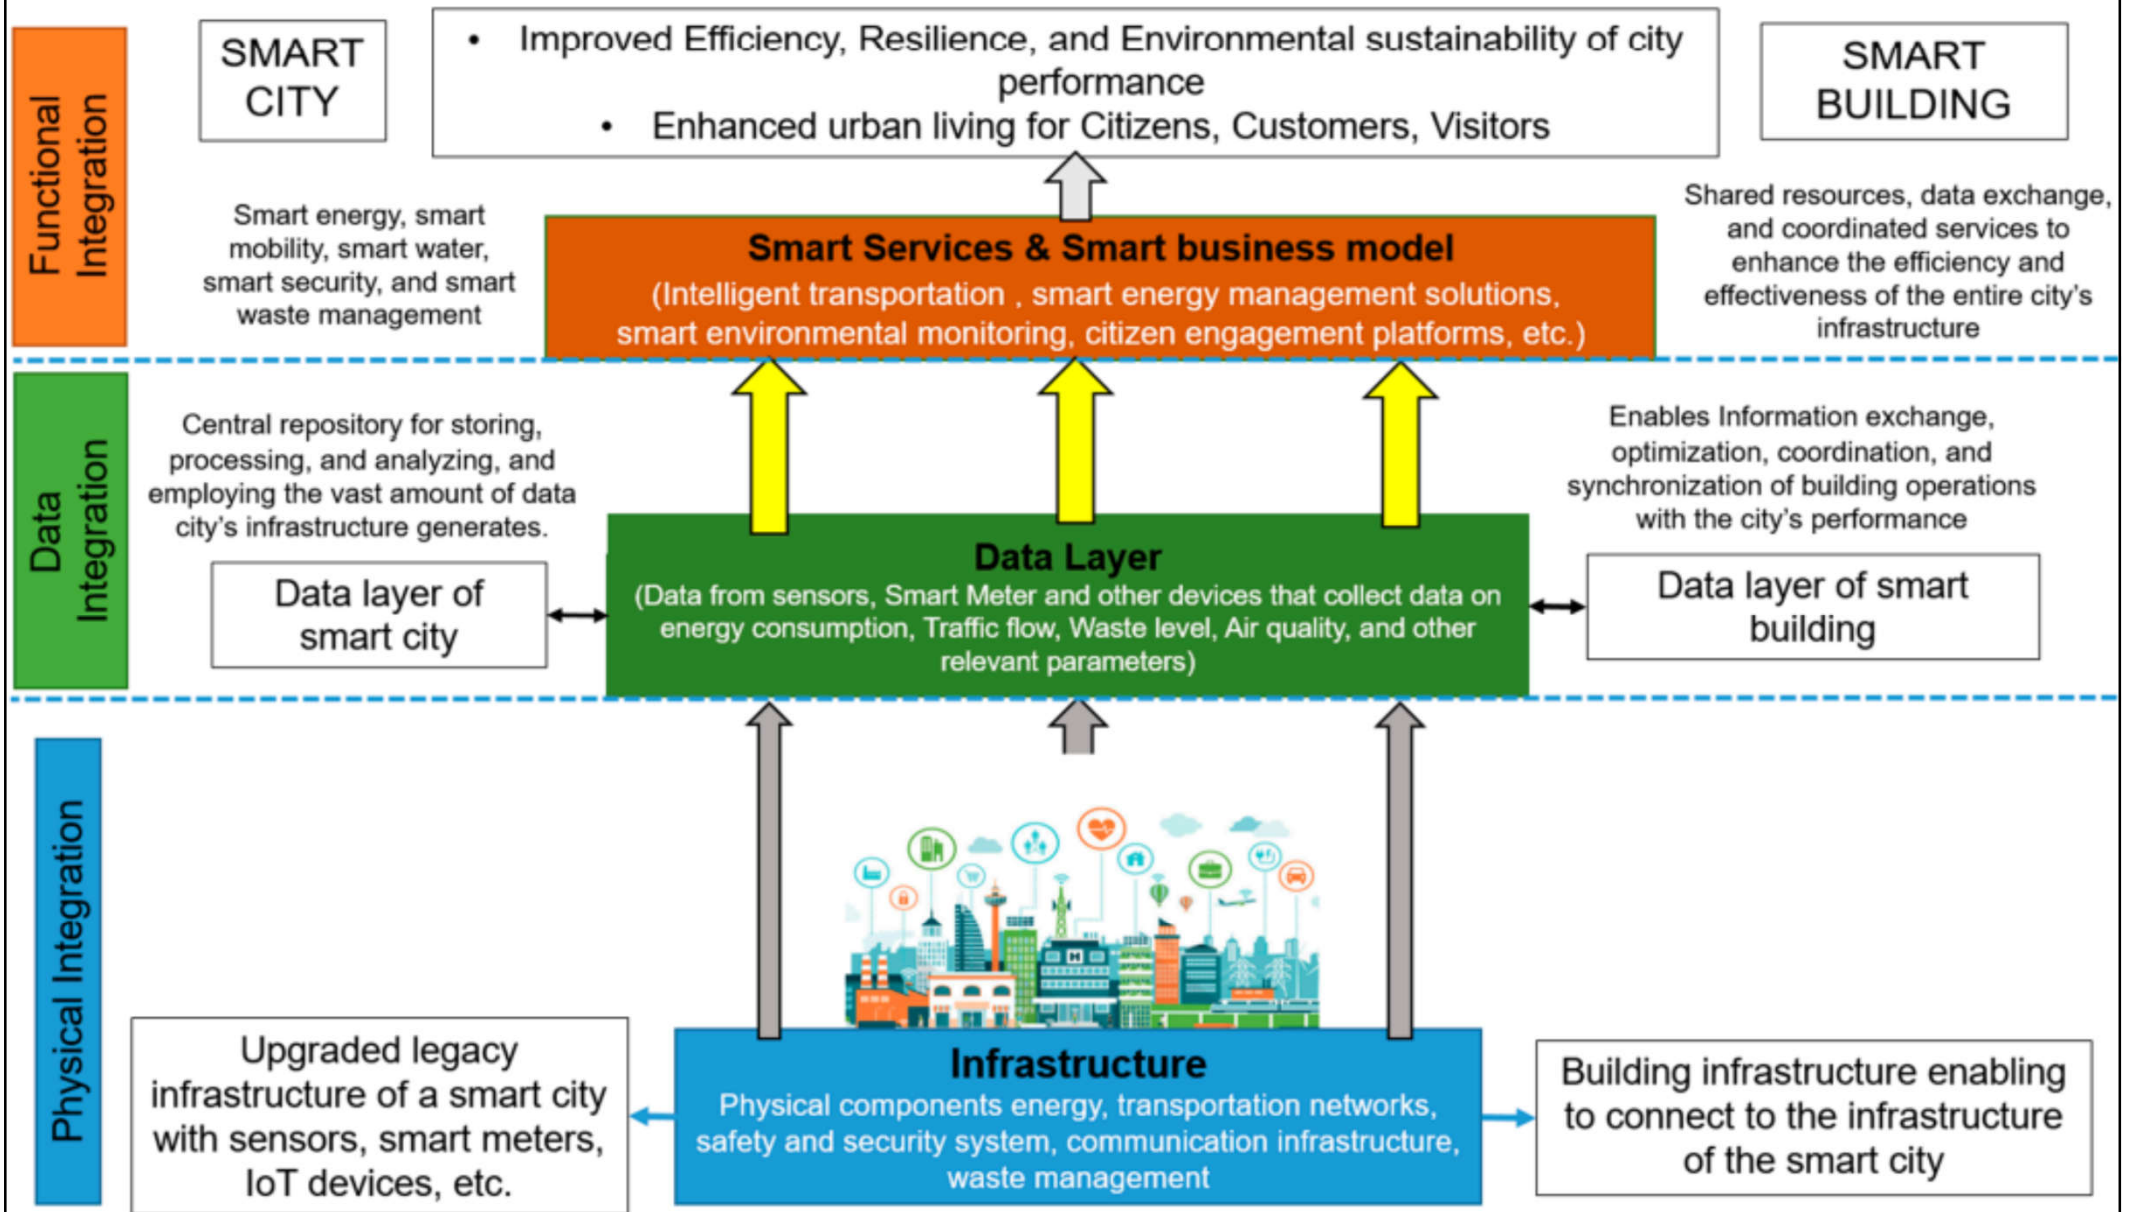 Functional
Integration
SMART
CITY
• Improved Efficiency, Resilience, and Environmental sustainability of city
performance
• Enhanced urban living for Citizens, Customers, Visitors
SMART
BUILDING
Smart energy, smart
mobility, smart water,
smart security, and smart
waste management
Smart Services & Smart business model
(Intelligent transportation , smart energy management solutions,
smart environmental monitoring, citizen engagement platforms, etc.)
Shared resources, data exchange,
and coordinated services to
enhance the efficiency and
effectiveness of the entire city's
infrastructure
Data
Integration
Central repository for storing,
processing, and analyzing, and
employing the vast amount of data
city's infrastructure generates.
Data layer of
smart city
Data Layer
(Data from sensors, Smart Meter and other devices that collect data on
energy consumption, Traffic flow, Waste level, Air quality, and other
relevant parameters)
Enables Information exchange,
optimization, coordination, and
synchronization of building operations
with the city's performance
Data layer of smart
building
Physical Integration
H
Upgraded legacy
infrastructure of a smart city
with sensors, smart meters,
IoT devices, etc.
Infrastructure
Physical components energy, transportation networks,
safety and security system, communication infrastructure,
waste management
Building infrastructure enabling
to connect to the infrastructure
of the smart city